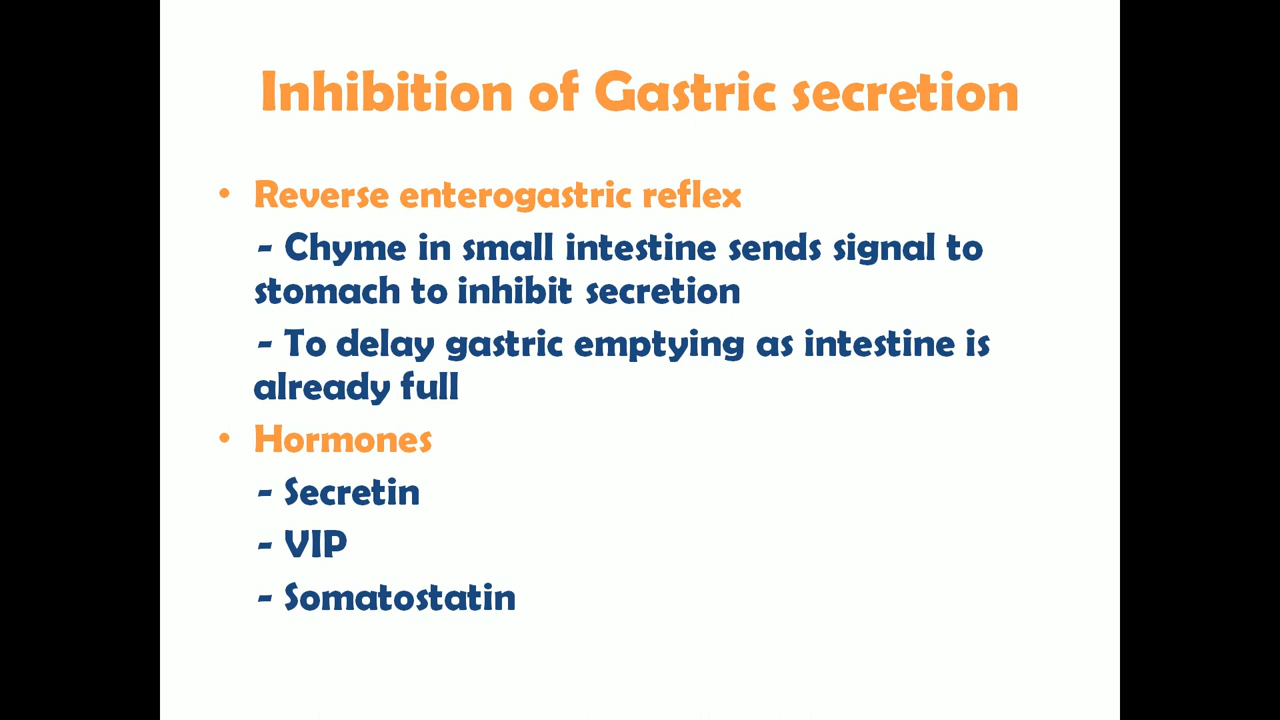 Inhibition of Gastric secretion
• Reverse enterogastric reflex
- Chyme in small intestine sends signal to
stomach to inhibit secretion
- To delay gastric emptying as intestine is
already full
• Hormones
- Secretin
- VIP
- Somatostatin